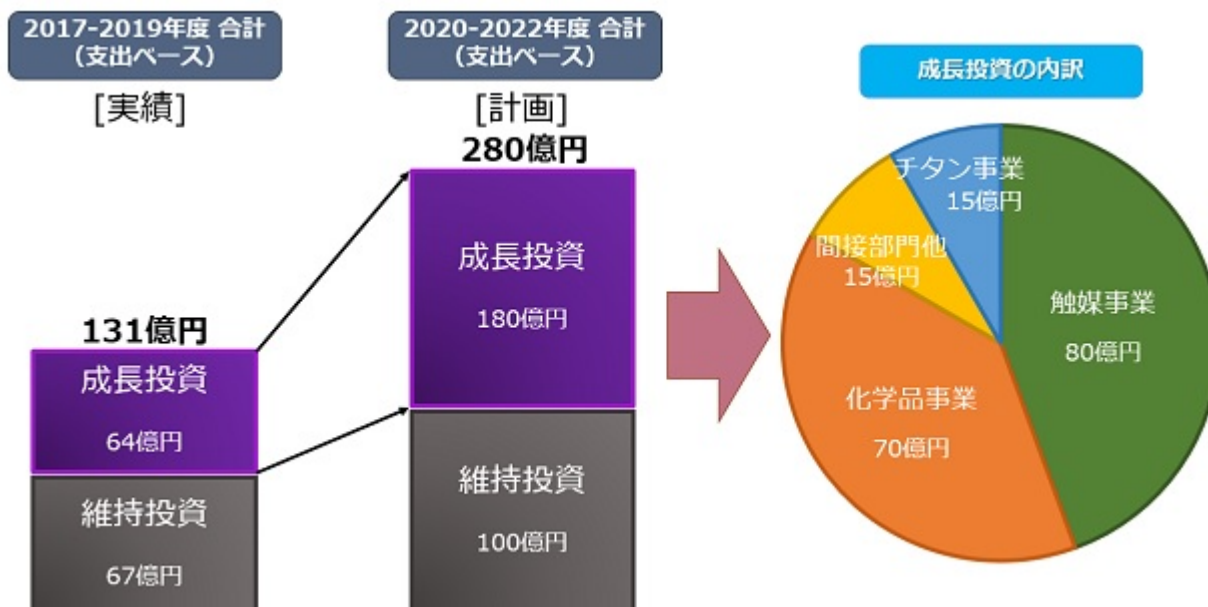 2017-2019年度 合計
（支出ベース）
[実績]
131億円
成長投資
64億円
維持投資
67億円
2020-2022年度 合計
（支出ベース）
[計画]
280億円
成長投資
180億円
維持投資
100億円
成長投資の内訳
チタン事業
15億円
間接部門他
15億円
触媒事業
80億円
化学品事業
70億円